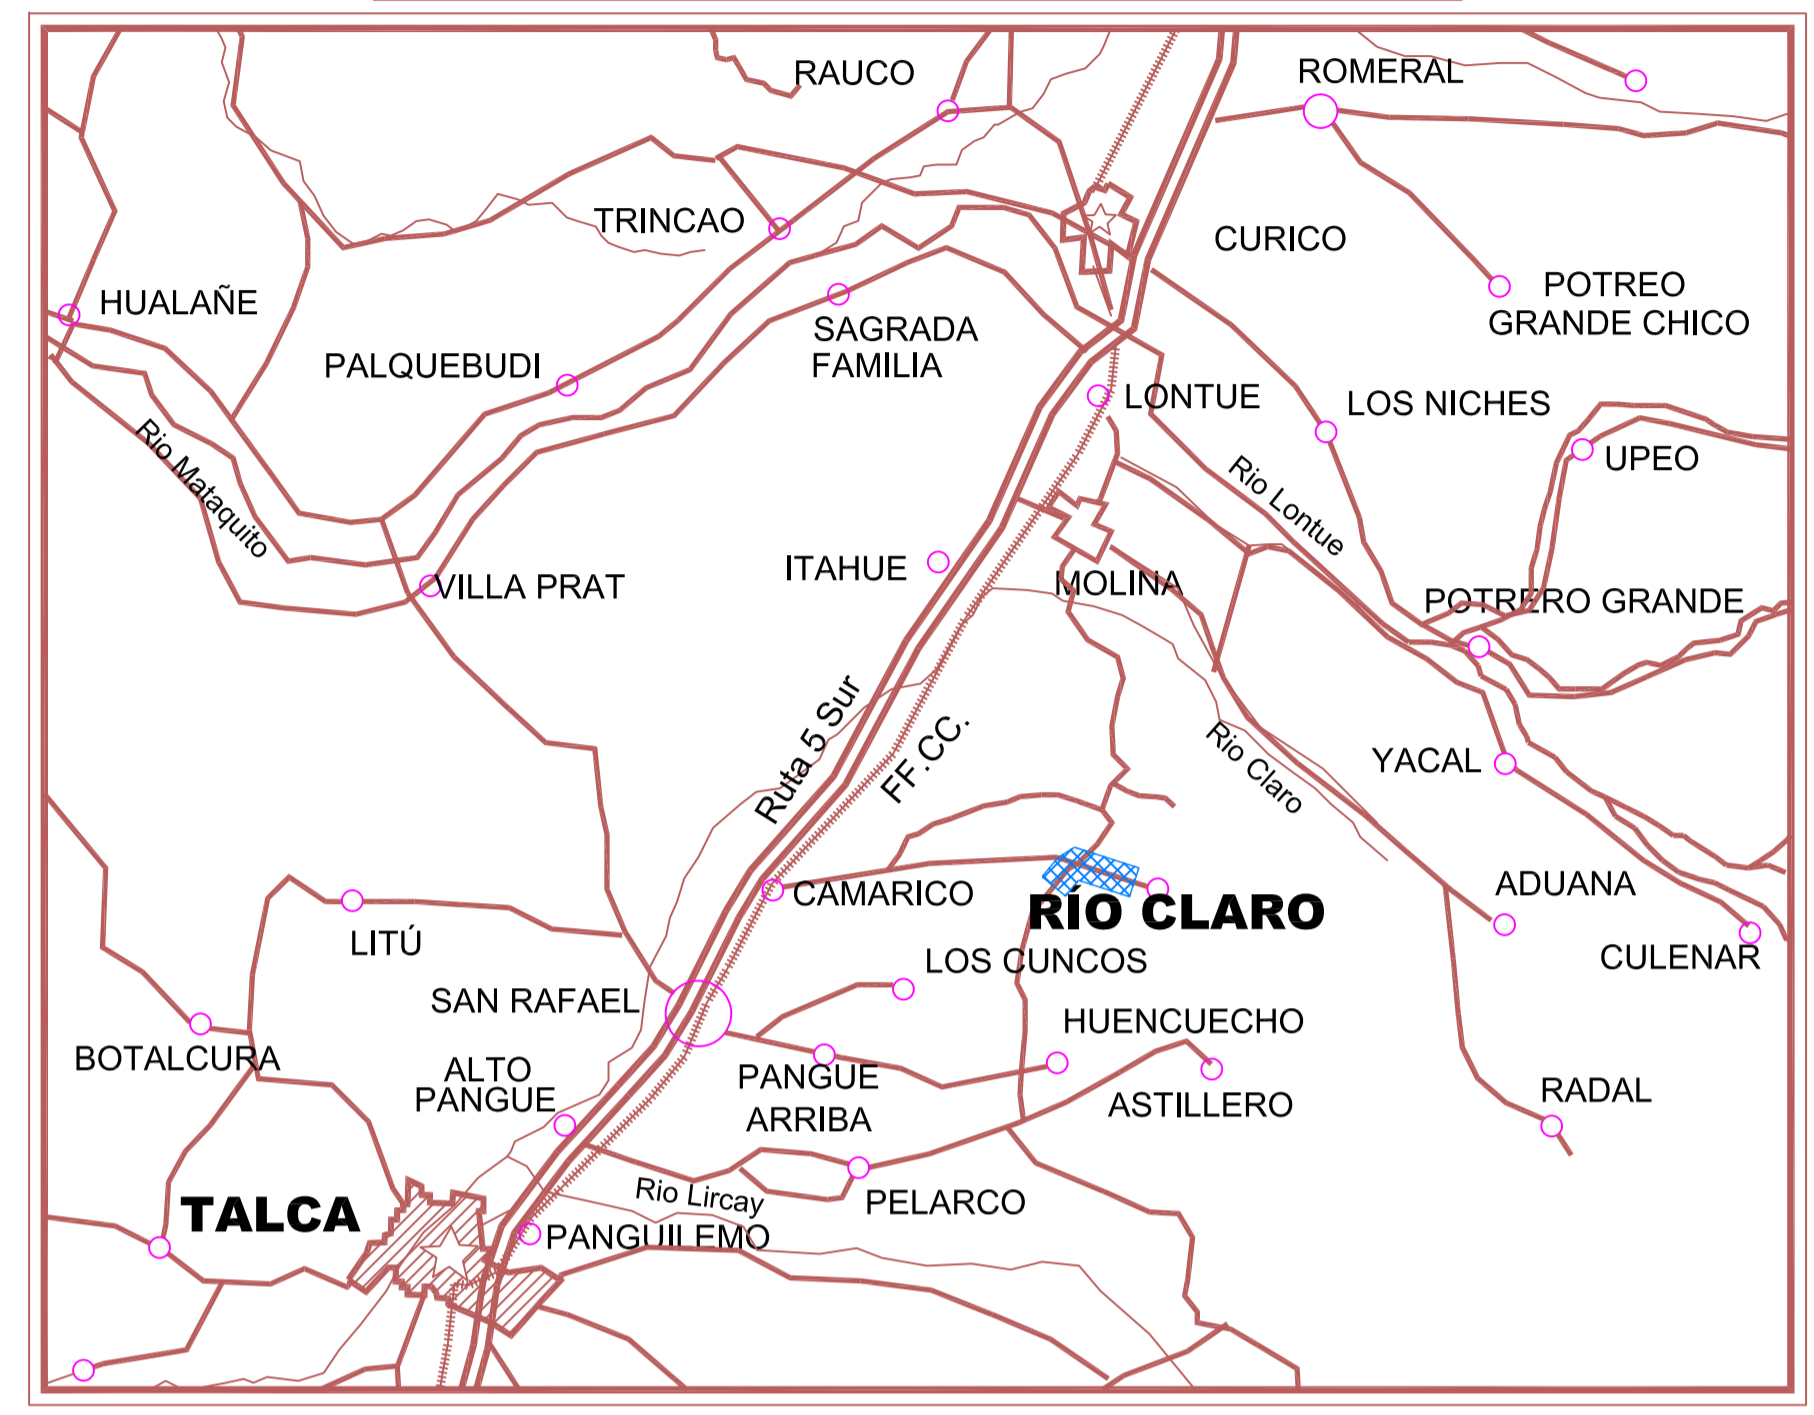 RAUCO
ROMERAL
TRINCAO
CURICO
HUALAÑE
POTREO
GRANDE CHICO
SAGRADA
FAMILIA
PALQUEBUDI
LONTUE
LOS NICHES
UPEO
Rio Mataquito
Rio Lontue
ITAHUE
MOLINA
VILLA PRAT
POTRERO GRANDE
Ruta 5 Sur
FF.CC.
Rio Claro
YACAL
CAMARICO
RÍO CLARO
ADUANA
LITÚ
CULENAR
LOS CUNCOS
SAN RAFAEL
HUENCUECHO
BOTALCURA
ALTO
PANGUE
PANGUE
ARRIBA
ASTILLERO
RADAL
TALCA
Rio Lircay
PELARCO
PANGUILEMO